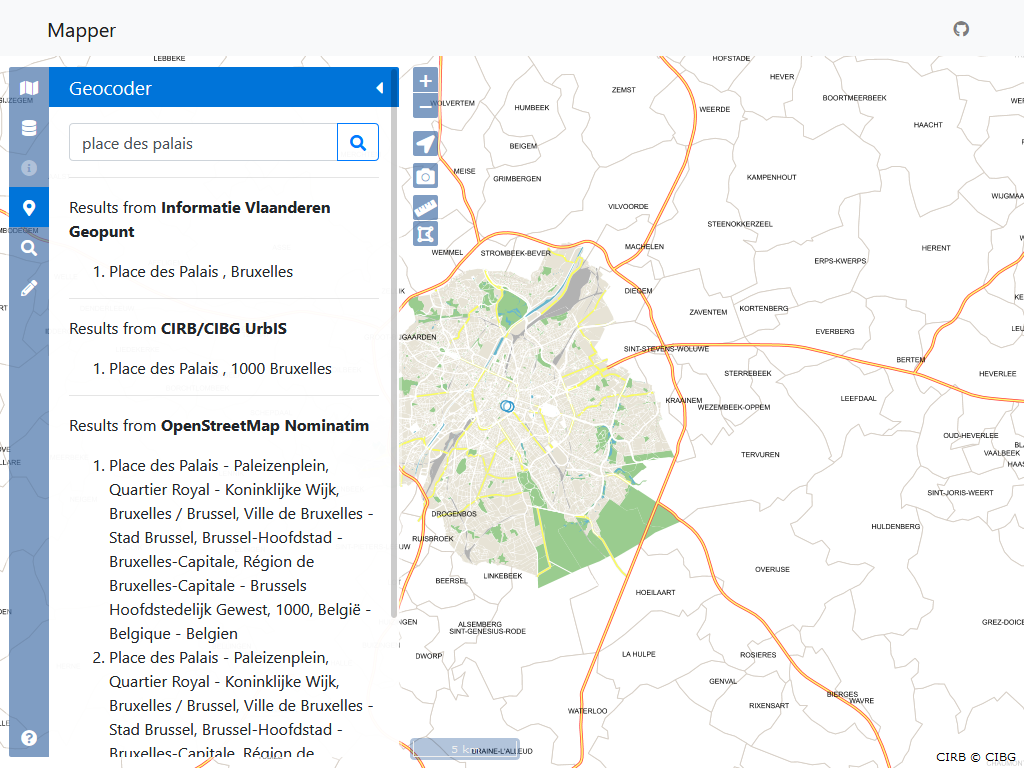 Mapper
Geocoder
place des palais
Results from Informatie Vlaanderen
Geopunt
1. Place des Palais , Bruxelles
Results from CIRB/CIBG UrbIS
1. Place des Palais , 1000 Bruxelles
Results from OpenStreetMap Nominatim
1. Place des Palais - Paleizenplein,
Quartier Royal - Koninklijke Wijk,
Bruxelles / Brussel, Ville de Bruxelles -
Stad Brussel, Brussel-Hoofdstad -
Bruxelles-Capitale, Région de
Bruxelles-Capitale - Brussels
Hoofdstedelijk Gewest, 1000, België -
Belgique - Belgien
2. Place des Palais - Paleizenplein,
Quartier Royal - Koninklijke Wijk,
Bruxelles / Brussel, Ville de Bruxelles -
Stad Brussel, Brussel-Hoofdstad -
Bruxelles-Capitale, Région de
LEBBEKE
HOFSTADE
HEVER
ZEMST
BOORTMEERBEEK
WOLVERTEM
HUMBEEK
WEERDE
HAACHT
BEIGEM
MEISE
GRIMBERGEN
KAMPENHOUT
VILVOORDE
STEENOKKERZEEL
MACHELEN
HERENT
WEMMEL
STROMBEEK-BEVER
ERPS-KWERPS
DIEGEM
ZAVENTEM
KORTENBERG
EVERBERG
SINT-STEVENS-WOLUWE
BERTEM
STERREBEEK
HEVERLEE
KRAAINEM
WEZEMBEEK-OPPEM
LEEFDAAL
OUD-HEVERLEE
VAALBEEK
TERVUREN
SINT-JORIS-WEERT
DROGENBOS
HULDENBERG
RUISBROEK
OVERIJSE
BEERSEL
LINKEBEEK
HOEILAART
ALSEMBERG
SINT-GENESIUS-RODE
DWORP
LA HULPE
ROSIERES
GENVAL
BIERGES
WAVRE
RIXENSART
WATERLOO
5 km
BRAINE-L'ALLEUD
CIRB © CIBG